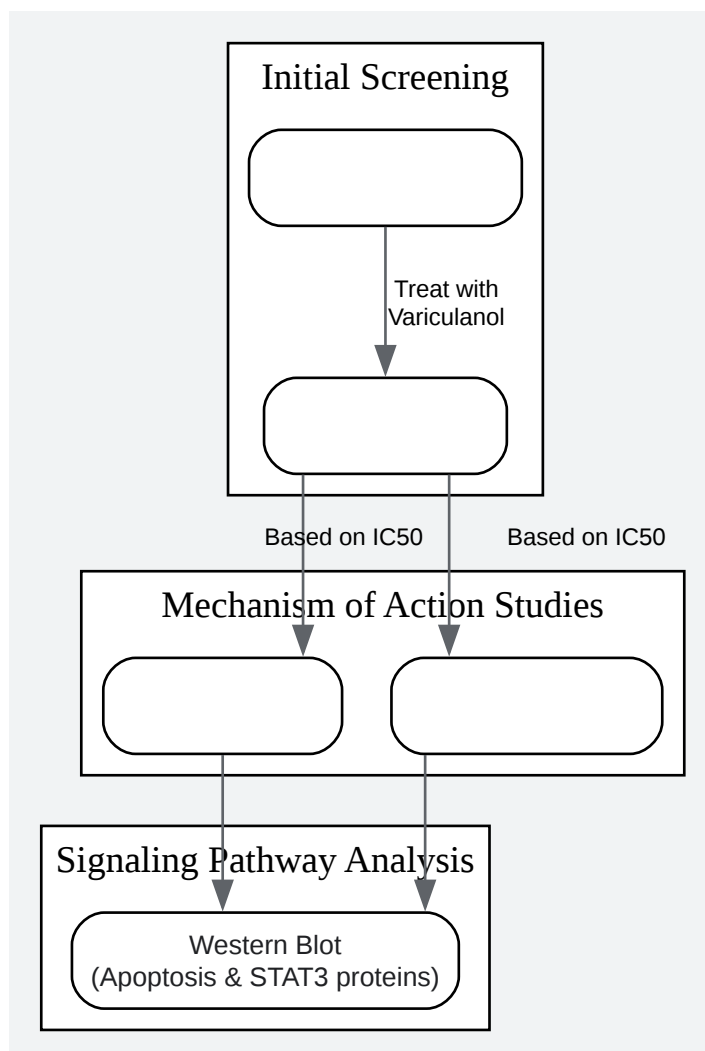 Initial Screening
Treat with
Variculanol
Based on IC50
Based on IC50
Mechanism of Action Studies
Signaling Pathway Analysis
Western Blot
(Apoptosis & STAT3 proteins)